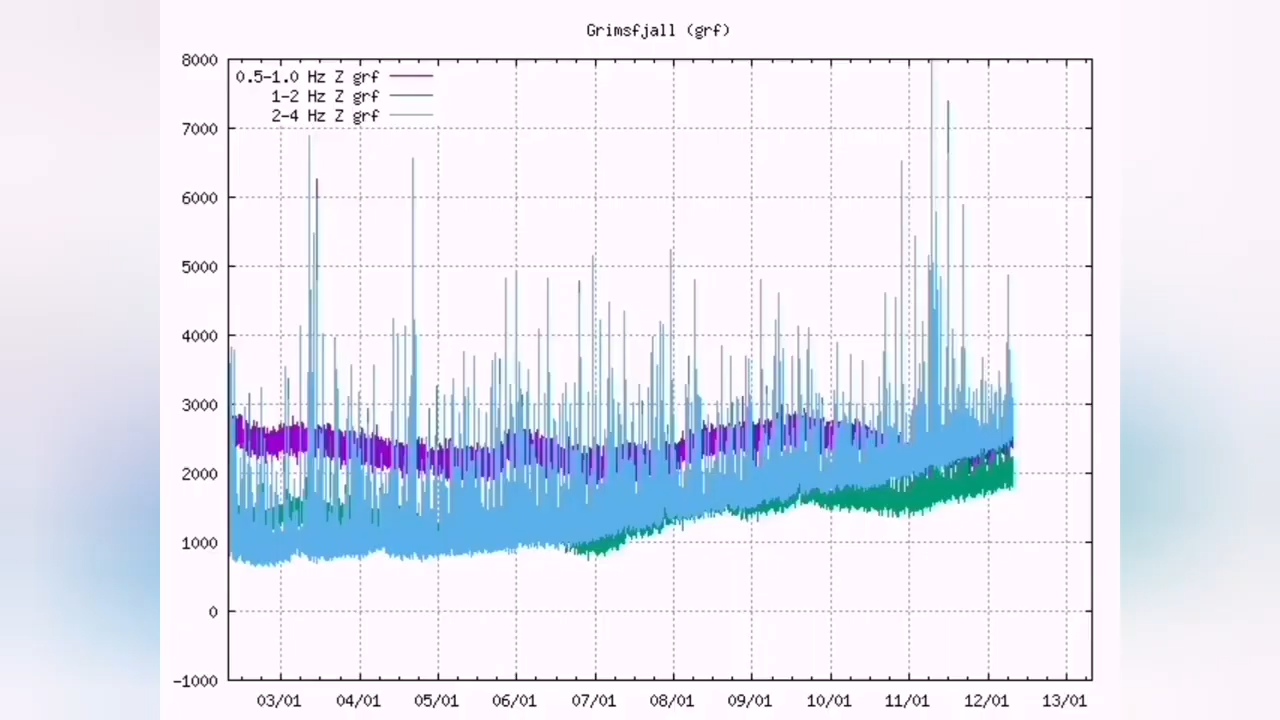 Grimsfjall (grf)
8000
0.5-1.0 Hz Z grf
1-2 Hz Z grf
2-4 Hz Z grf
7000
6000
5000
4000
3000
2000
1000
0
-1000
03/01 04/01 05/01 06/01 07/01 08/01 09/01 10/01 11/01 12/01 13/01